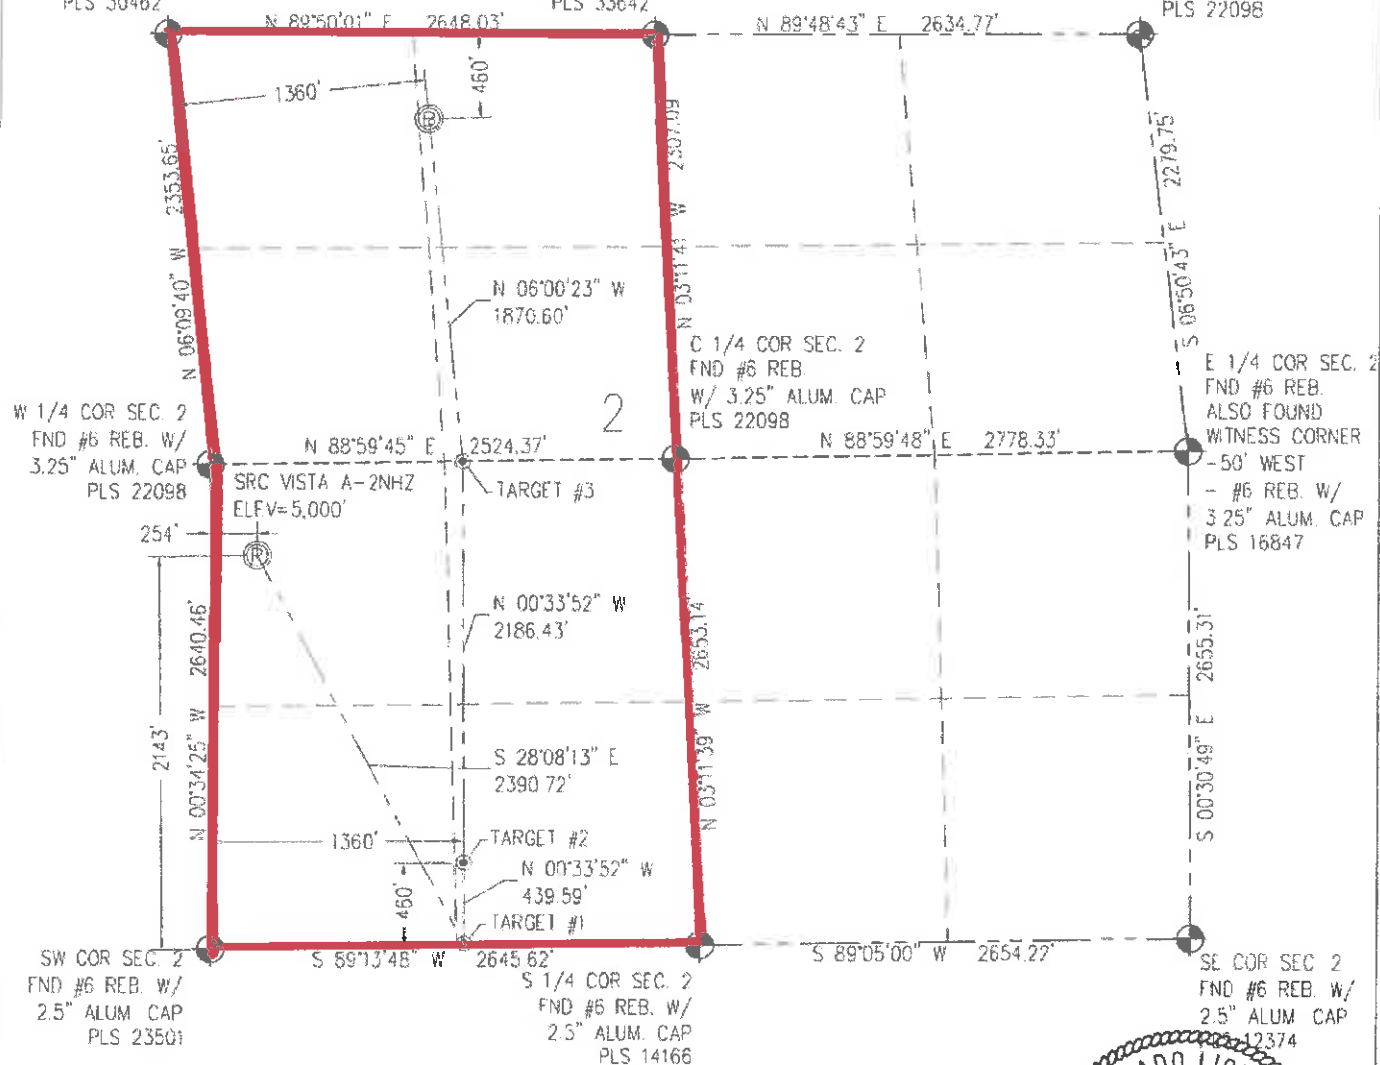 PLS 30462
PLS 33642
PLS 22098
N 89°50'01" E 2648.03'
N 89°48'43" E 2634.77'
1360'
460'
B
N 06°09'40" W 2353.65'
N 03°11'41" W 2307.09
S 06°50'43" E 2279.75'
N 06°00'23" W
1870.60'
C 1/4 COR SEC. 2
FND #6 REB.
W/ 3.25" ALUM. CAP
PLS 22098
E 1/4 COR SEC. 2
FND #6 REB.
ALSO FOUND
WITNESS CORNER
-50' WEST
- #6 REB. W/
3.25" ALUM. CAP
PLS 16847
W 1/4 COR SEC. 2
FND #6 REB. W/
3.25" ALUM. CAP
PLS 22098
2
N 88°59'45" E 2524.37'
N 88°59'48" E 2778.33'
SRC VISTA A-2NHZ
ELEV=5,000'
TARGET #3
254'
R
N 00°34'25" W 2640.46'
2143'
N 00°33'52" W
2186.43'
N 03°11'39" W 2653.14'
S 00°30'49" E 2655.31'
S 28°08'13" E
2390.72'
1360'
TARGET #2
460'
N 00°33'52" W
439.59'
TARGET #1
S 89°13'48" W 2645.62'
S 89°05'00" W 2654.27'
SW COR SEC. 2
FND #6 REB. W/
2.5" ALUM CAP
PLS 23501
S 1/4 COR SEC. 2
FND #6 REB. W/
2.5" ALUM. CAP
PLS 14166
SE COR SEC 2
FND #6 REB. W/
2.5" ALUM CAP
12374